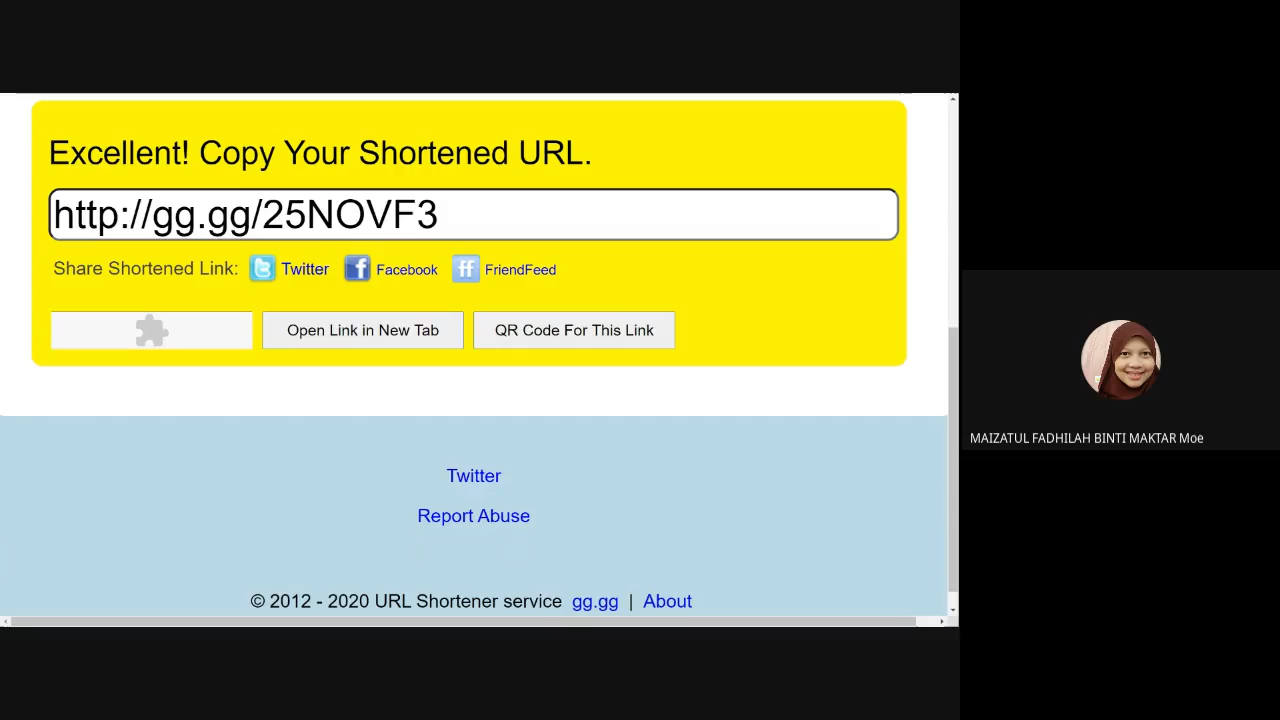 Excellent! Copy Your Shortened URL.
http://gg.gg/25NOVF3
Share Shortened Link: Twitter Facebook FriendFeed
Open Link in New Tab QR Code For This Link
MAIZATUL FADHILAH BINTI MAKTAR Moe
Twitter
Report Abuse
© 2012 - 2020 URL Shortener service gg.gg | About